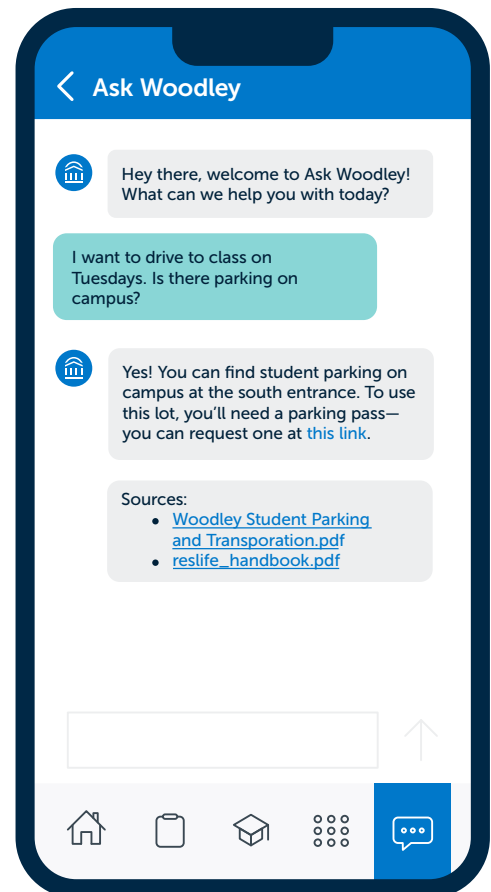 Ask Woodley
Hey there, welcome to Ask Woodley!
What can we help you with today?
I want to drive to class on
Tuesdays. Is there parking on
campus?
Yes! You can find student parking on
campus at the south entrance. To use
this lot, you’ll need a parking pass—
you can request one at this link.
Sources:
• Woodley Student Parking
and Transporation.pdf
• reslife_handbook.pdf